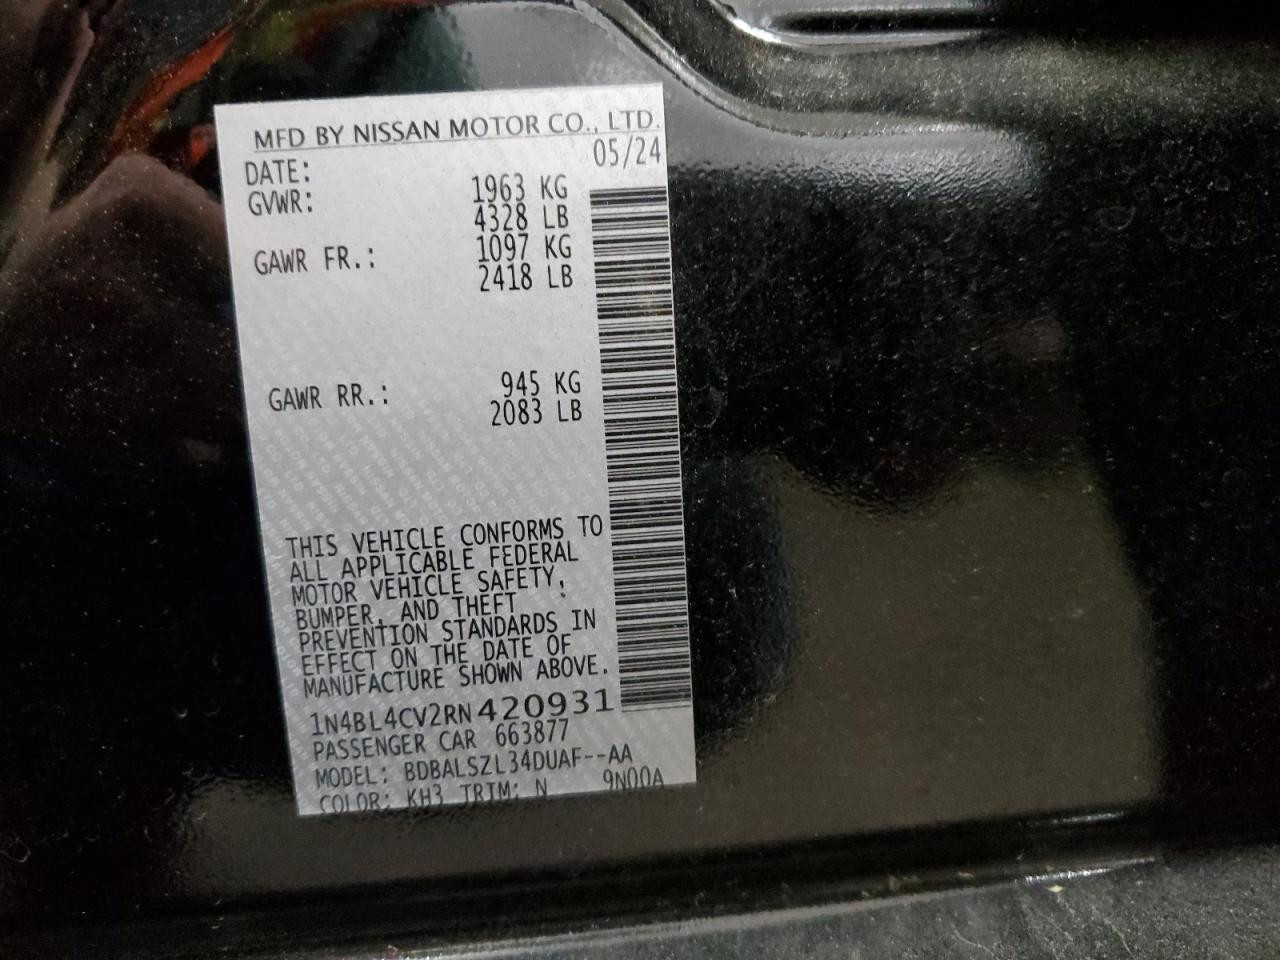 MFD BY NISSAN MOTOR CO., LTD.
DATE: 05/24
GVWR: 1963 KG
4328 LB
GAWR FR.: 1097 KG
2418 LB
GAWR RR.: 945 KG
2083 LB
THIS VEHICLE CONFORMS TO
ALL APPLICABLE FEDERAL
MOTOR VEHICLE SAFETY,
BUMPER, AND THEFT
PREVENTION STANDARDS IN
EFFECT ON THE DATE OF
MANUFACTURE SHOWN ABOVE.
1N4BL4CV2RN420931
PASSENGER CAR 663877
MODEL: BDBALSZL34DUAF--AA
COLOR: KH3 TRIM: N 9N00A